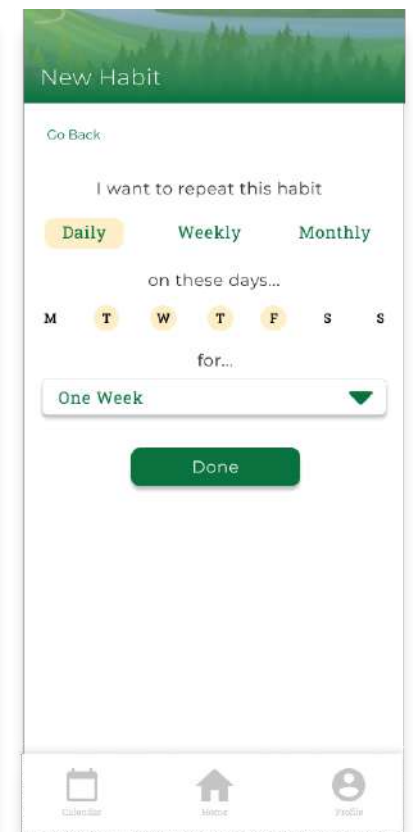 New Habit
Go Back
I want to repeat this habit
Daily Weekly Monthly
on these days...
M T W T F S S
for...
One Week
Done
Calendar Home Profile